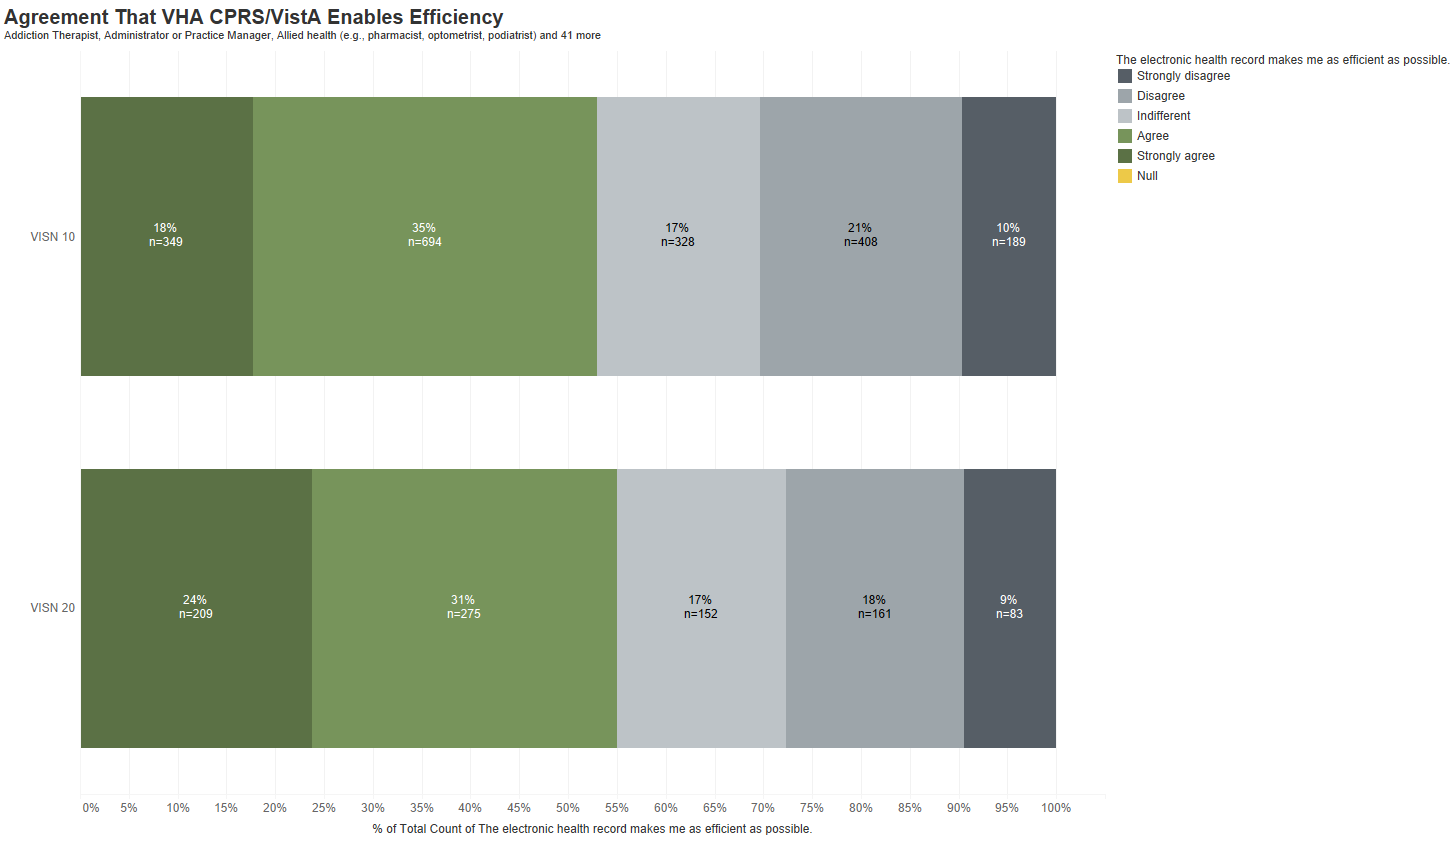 Agreement That VHA CPRS/VistA Enables Efficiency
Addiction Therapist, Administrator or Practice Manager, Allied health (e.g., pharmacist, optometrist, podiatrist) and 41 more
The electronic health record makes me as efficient as possible.
Strongly disagree
Disagree
Indifferent
Agree
Strongly agree
Null
VISN 10
18%
n=349
35%
n=694
17%
n=328
21%
n=408
10%
n=189
VISN 20
24%
n=209
31%
n=275
17%
n=152
18%
n=161
9%
n=83
0% 5% 10% 15% 20% 25% 30% 35% 40% 45% 50% 55% 60% 65% 70% 75% 80% 85% 90% 95% 100%
% of Total Count of The electronic health record makes me as efficient as possible.